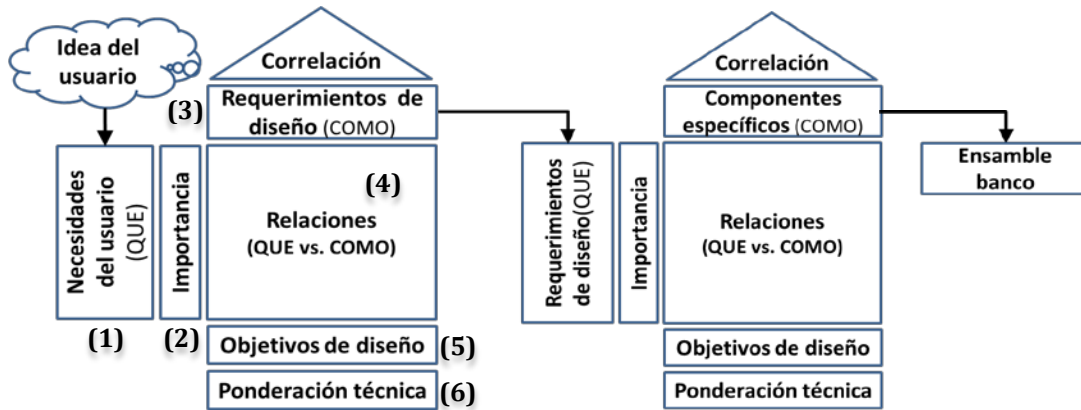 Idea del
usuario
Correlación
(3)
Requerimientos de
diseño (COMO)
Necesidades
del usuario
(QUE)
Importancia
(4)
Relaciones
(QUE vs. COMO)
(1)
(2)
Objetivos de diseño
(5)
Ponderación técnica
(6)
Correlación
Componentes
específicos (COMO)
Requerimientos
de diseño(QUE)
Importancia
Relaciones
(QUE vs. COMO)
Objetivos de diseño
Ponderación técnica
Ensamble
banco